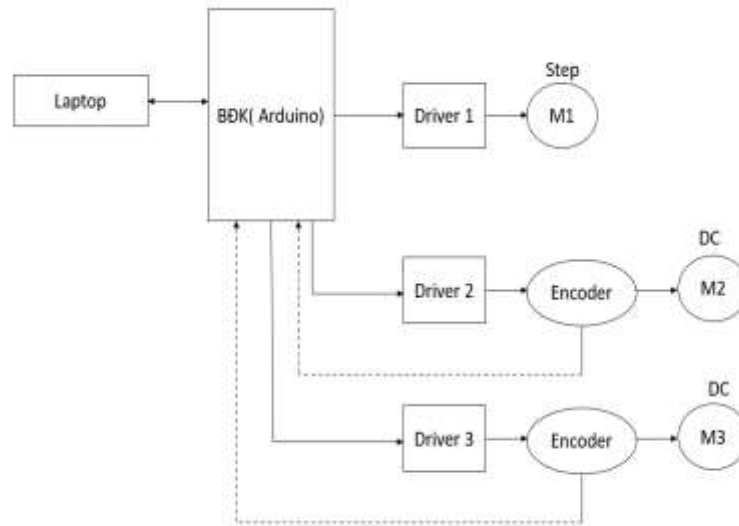 Laptop
BĐK( Arduino)
Step
Driver 1
M1
DC
Driver 2
Encoder
M2
DC
Driver 3
Encoder
M3